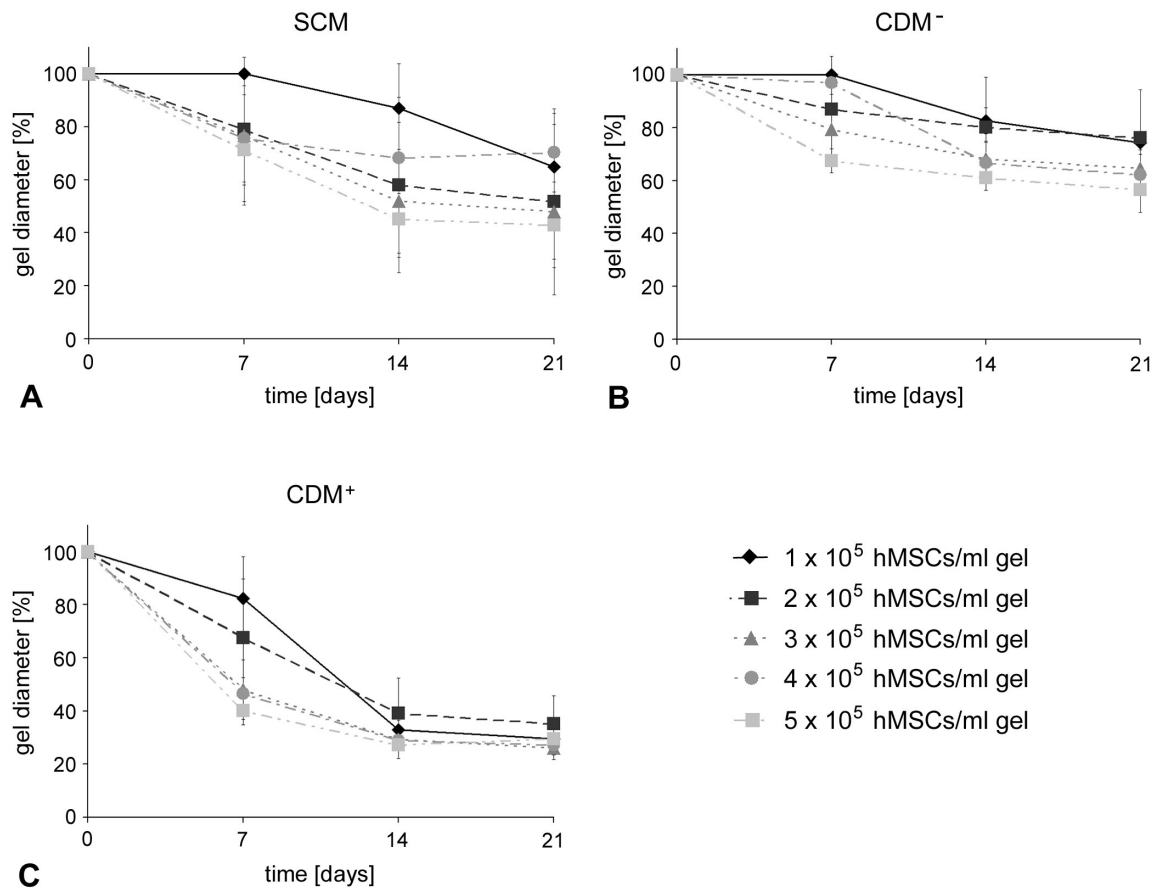 SCM
gel diameter [%]
100
80
60
40
20
0
0 7 14 21
time [days]
A
CDM⁻
gel diameter [%]
100
80
60
40
20
0
0 7 14 21
time [days]
B
CDM⁺
gel diameter [%]
100
80
60
40
20
0
0 7 14 21
time [days]
C
1 x 10⁵ hMSCs/ml gel
2 x 10⁵ hMSCs/ml gel
3 x 10⁵ hMSCs/ml gel
4 x 10⁵ hMSCs/ml gel
5 x 10⁵ hMSCs/ml gel